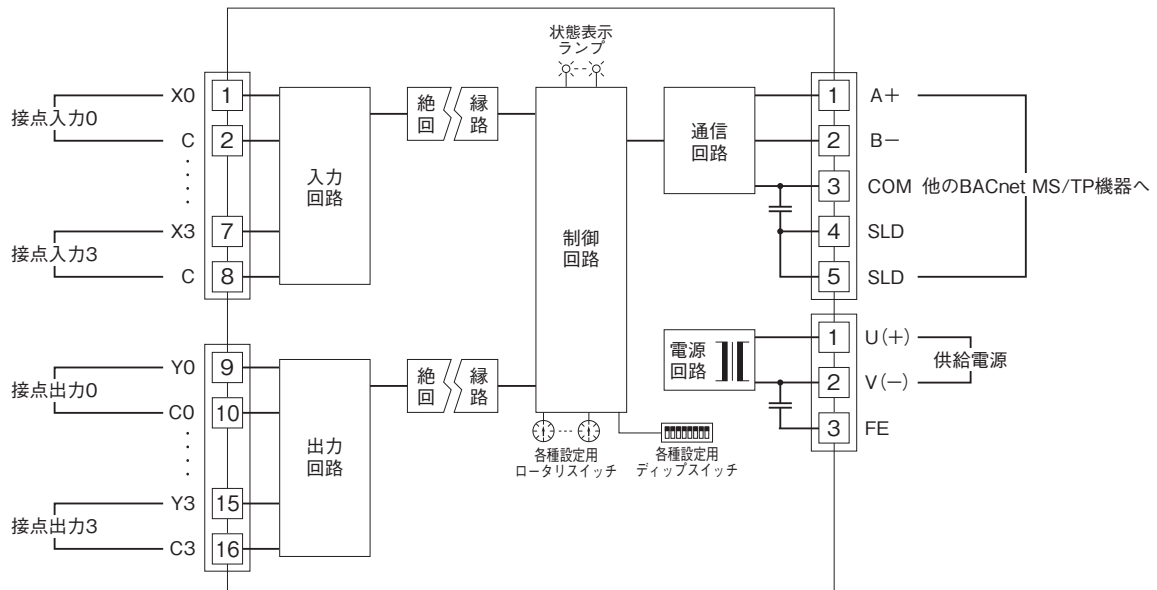 状態表示
ランプ
接点入力0
X0 1
C 2
接点入力3
X3 7
C 8
入力
回路
絶縁
回路
制御
回路
通信
回路
1 A+
2 B−
3 COM 他のBACnet MS/TP機器へ
4 SLD
5 SLD
接点出力0
Y0 9
C0 10
接点出力3
Y3 15
C3 16
出力
回路
絶縁
回路
電源
回路
1 U(+)
2 V(−)
3 FE
供給電源
各種設定用
ロータリスイッチ
各種設定用
ディップスイッチ